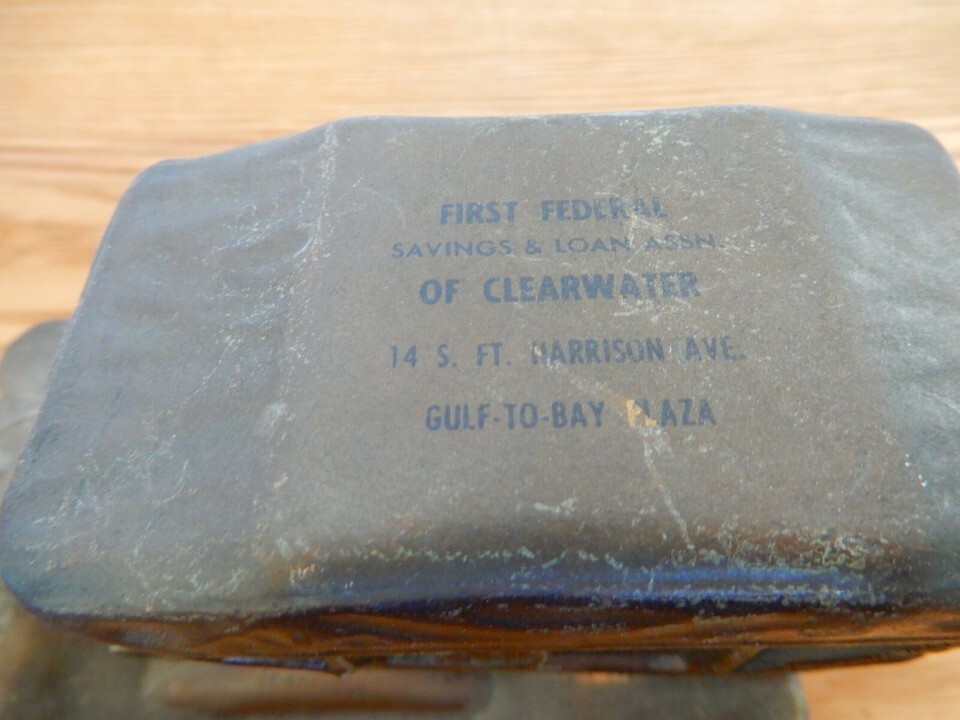 FIRST FEDERAL
SAVINGS & LOAN ASSN.
OF CLEARWATER
14 S. FT. HARRISON AVE.
GULF-TO-BAY PLAZA